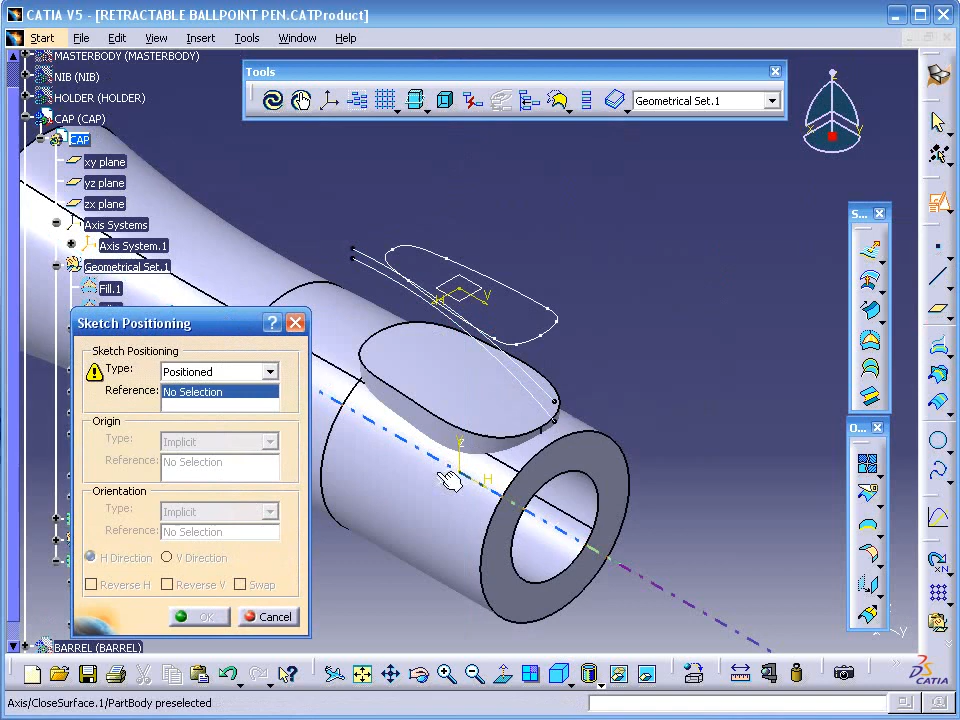 CATIA V5 - [RETRACTABLE BALLPOINT PEN.CATProduct]
Start File Edit View Insert Tools Window Help
MASTERBODY (MASTERBODY)
NIB (NIB)
HOLDER (HOLDER)
CAP (CAP)
CAP
xy plane
yz plane
zx plane
Axis Systems
Axis System.1
Geometrical Set.1
Fill.1
Tools
Geometrical Set.1
Z
S...
H V
Sketch Positioning
Sketch Positioning
Type: Positioned
Reference: No Selection
Origin
Type: Implicit
Reference: No Selection
Orientation
Type: Implicit
Reference: No Selection
H Direction V Direction
Reverse H Reverse V Swap
OK Cancel
z
H
O...
xN
Y
BARREL (BARREL)
CATIA
Axis/CloseSurface.1/PartBody preselected